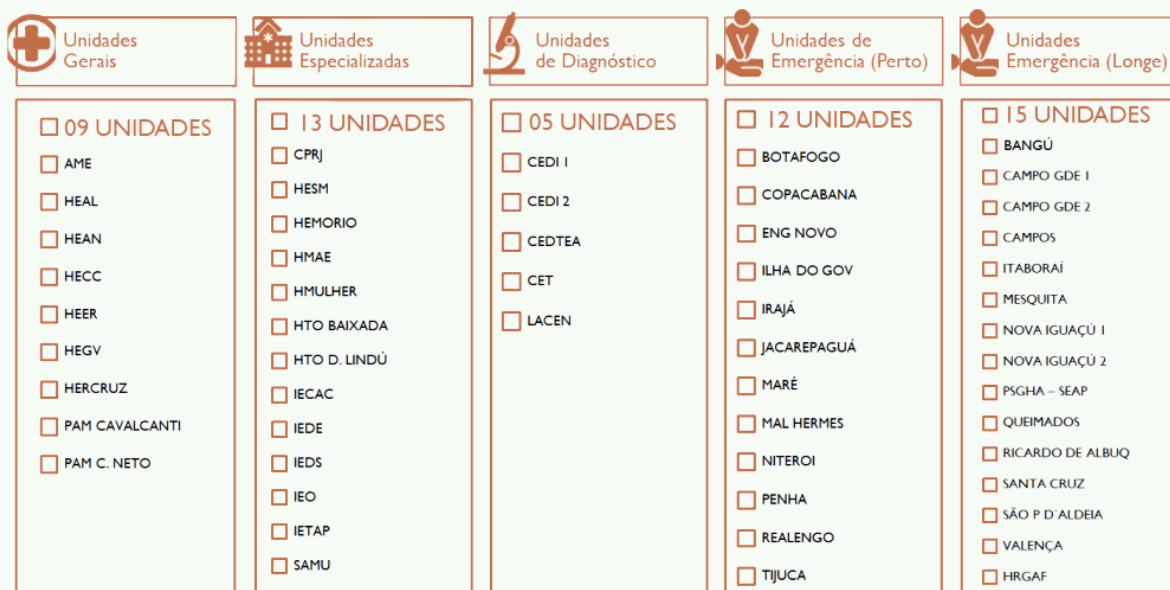 Unidades
Gerais
09 UNIDADES
AME
HEAL
HEAN
HECC
HEER
HEGV
HERCRUZ
PAM CAVALCANTI
PAM C. NETO
Unidades
Especializadas
13 UNIDADES
CPRJ
HESM
HEMORIO
HMAE
HMULHER
HTO BAIXADA
HTO D. LINDÚ
IECAC
IEDE
IEDS
IEO
IETAP
SAMU
Unidades
de Diagnóstico
05 UNIDADES
CEDI 1
CEDI 2
CEDTEA
CET
LACEN
Unidades de
Emergência (Perto)
12 UNIDADES
BOTAFOGO
COPACABANA
ENG NOVO
ILHA DO GOV
IRAJÁ
JACAREPAGUÁ
MARÉ
MAL HERMES
NITEROI
PENHA
REALENGO
TIJUCA
Unidades
Emergência (Longe)
15 UNIDADES
BANGÚ
CAMPO GDE 1
CAMPO GDE 2
CAMPOS
ITABORAÍ
MESQUITA
NOVA IGUAÇÚ 1
NOVA IGUAÇÚ 2
PSGHA – SEAP
QUEIMADOS
RICARDO DE ALBUQ
SANTA CRUZ
SÃO P D´ALDEIA
VALENÇA
HRGAF